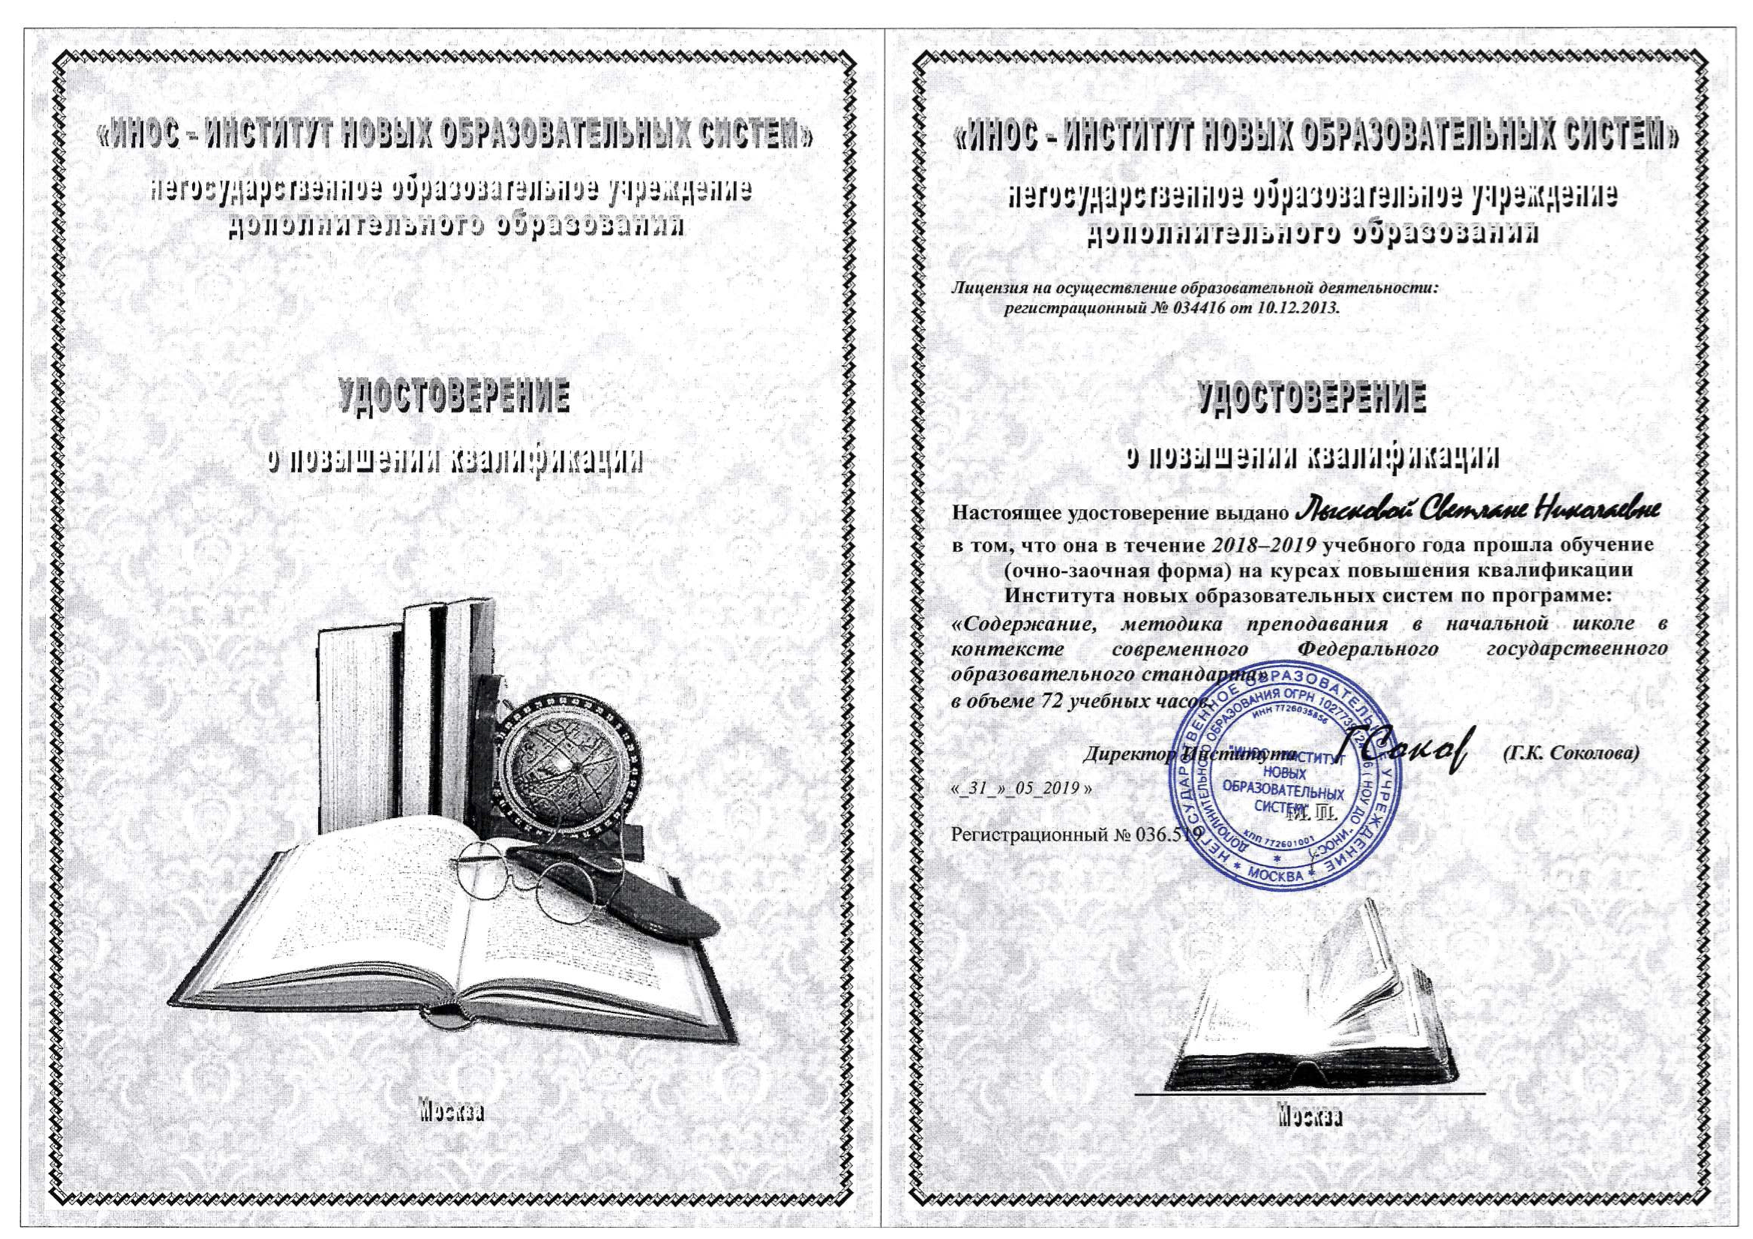 «ИНОС – ИНСТИТУТ НОВЫХ ОБРАЗОВАТЕЛЬНЫХ СИСТЕМ»
негосударственное образовательное учреждение
дополнительного образования
УДОСТОВЕРЕНИЕ
о повышении квалификации
Москва
«ИНОС – ИНСТИТУТ НОВЫХ ОБРАЗОВАТЕЛЬНЫХ СИСТЕМ»
негосударственное образовательное учреждение
дополнительного образования
Лицензия на осуществление образовательной деятельности:
регистрационный № 034416 от 10.12.2013.
УДОСТОВЕРЕНИЕ
о повышении квалификации
Настоящее удостоверение выдано Лысковой Светлане Николаевне
в том, что она в течение 2018–2019 учебного года прошла обучение
(очно-заочная форма) на курсах повышения квалификации
Института новых образовательных систем по программе:
«Содержание, методика преподавания в начальной школе в
контексте современного Федерального государственного
образовательного стандарта»
в объеме 72 учебных часов.
Директор Института Г Сокол (Г.К. Соколова)
«_31_»_05_2019 »
М. П.
Регистрационный № 036.519
НЕГОСУДАРСТВЕННОЕ ОБРАЗОВАТЕЛЬНОЕ УЧРЕЖДЕНИЕ * МОСКВА *
ДОПОЛНИТЕЛЬНОГО ОБРАЗОВАНИЯ ОГРН (НОУ ДО "ИНОС")
ИНН 7726035856
"ИНОС-ИНСТИТУТ
НОВЫХ
ОБРАЗОВАТЕЛЬНЫХ
СИСТЕМ"
КПП 772601001
Москва